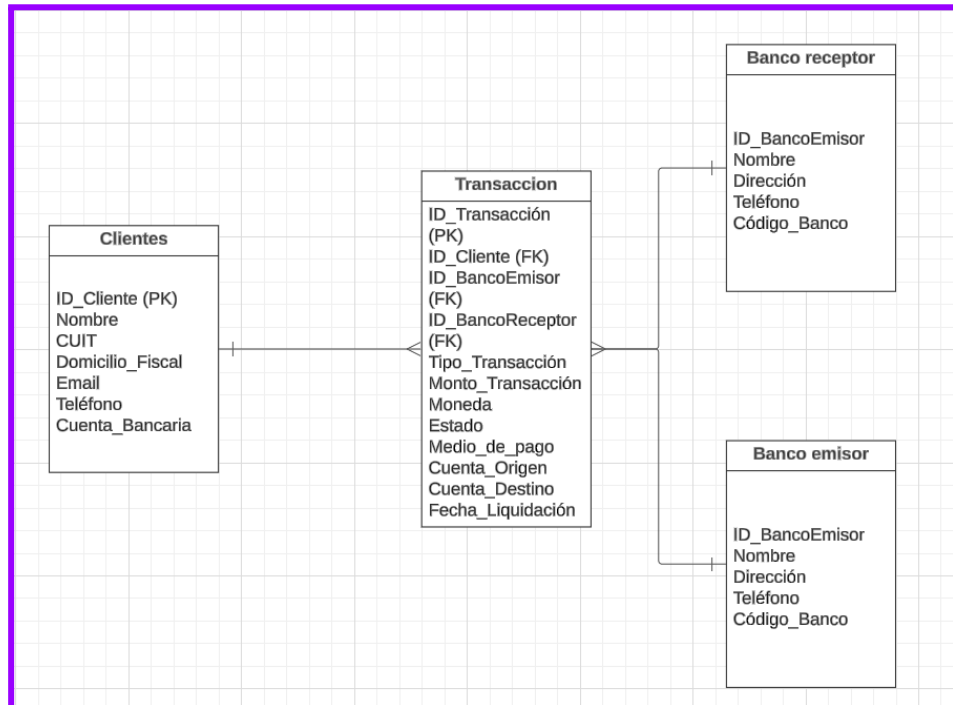 Banco receptor
ID_BancoEmisor
Nombre
Dirección
Teléfono
Código_Banco
Transaccion
ID_Transacción
(PK)
ID_Cliente (FK)
ID_BancoEmisor
(FK)
ID_BancoReceptor
(FK)
Tipo_Transacción
Monto_Transacción
Moneda
Estado
Medio_de_pago
Cuenta_Origen
Cuenta_Destino
Fecha_Liquidación
Clientes
ID_Cliente (PK)
Nombre
CUIT
Domicilio_Fiscal
Email
Teléfono
Cuenta_Bancaria
Banco emisor
ID_BancoEmisor
Nombre
Dirección
Teléfono
Código_Banco